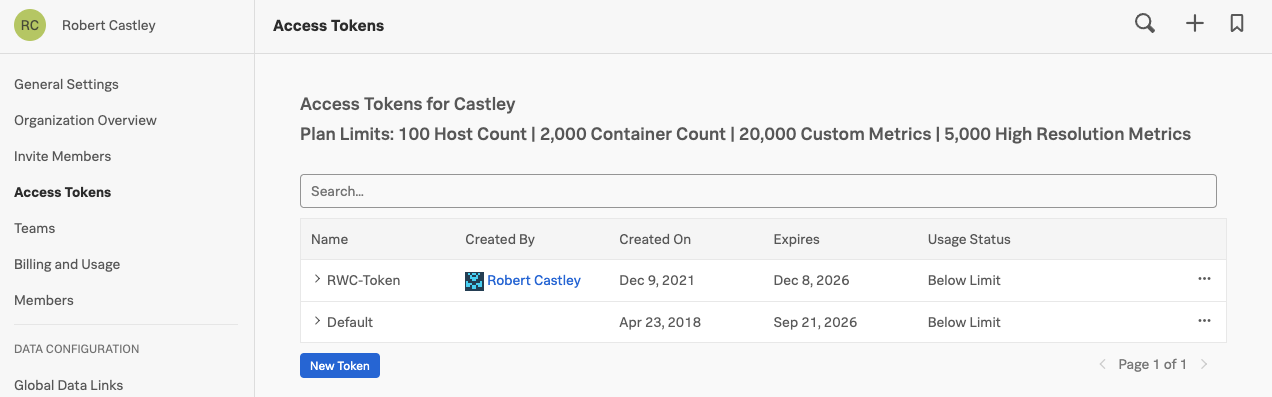 RC Robert Castley
Access Tokens
General Settings
Organization Overview
Invite Members
Access Tokens
Teams
Billing and Usage
Members
DATA CONFIGURATION
Global Data Links
Access Tokens for Castley
Plan Limits: 100 Host Count | 2,000 Container Count | 20,000 Custom Metrics | 5,000 High Resolution Metrics
Search...
Name Created By Created On Expires Usage Status
RWC-Token Robert Castley Dec 9, 2021 Dec 8, 2026 Below Limit
Default Apr 23, 2018 Sep 21, 2026 Below Limit
New Token
Page 1 of 1